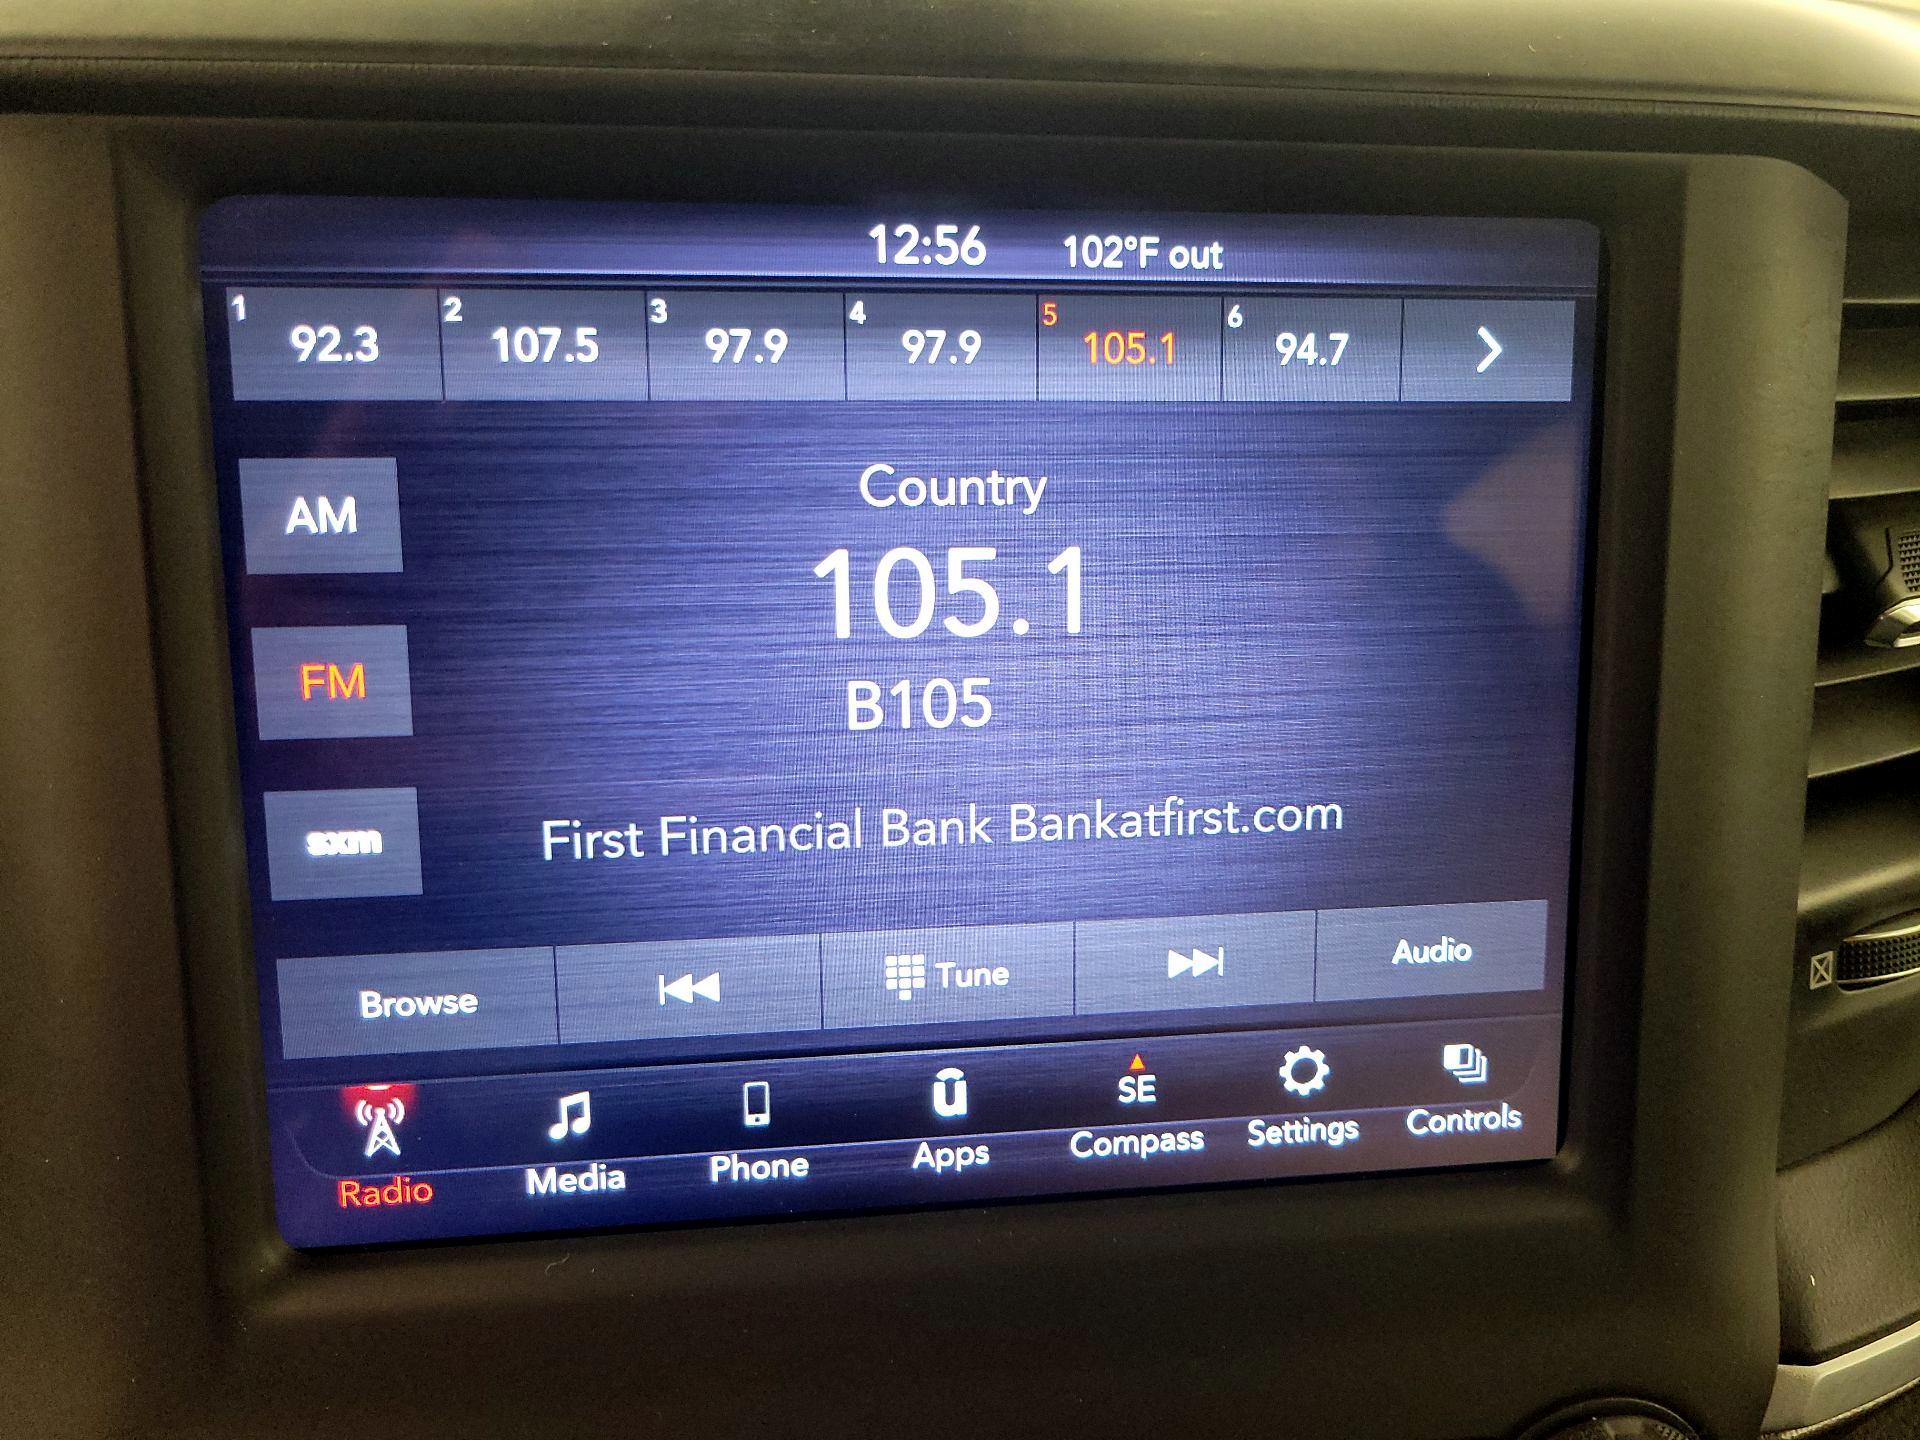 12:56 102°F out
1 92.3 2 107.5 3 97.9 4 97.9 5 105.1 6 94.7
Country
AM
105.1
FM
B105
sxm
First Financial Bank Bankatfirst.com
Browse Tune Audio
SE
Radio Media Phone Apps Compass Settings Controls